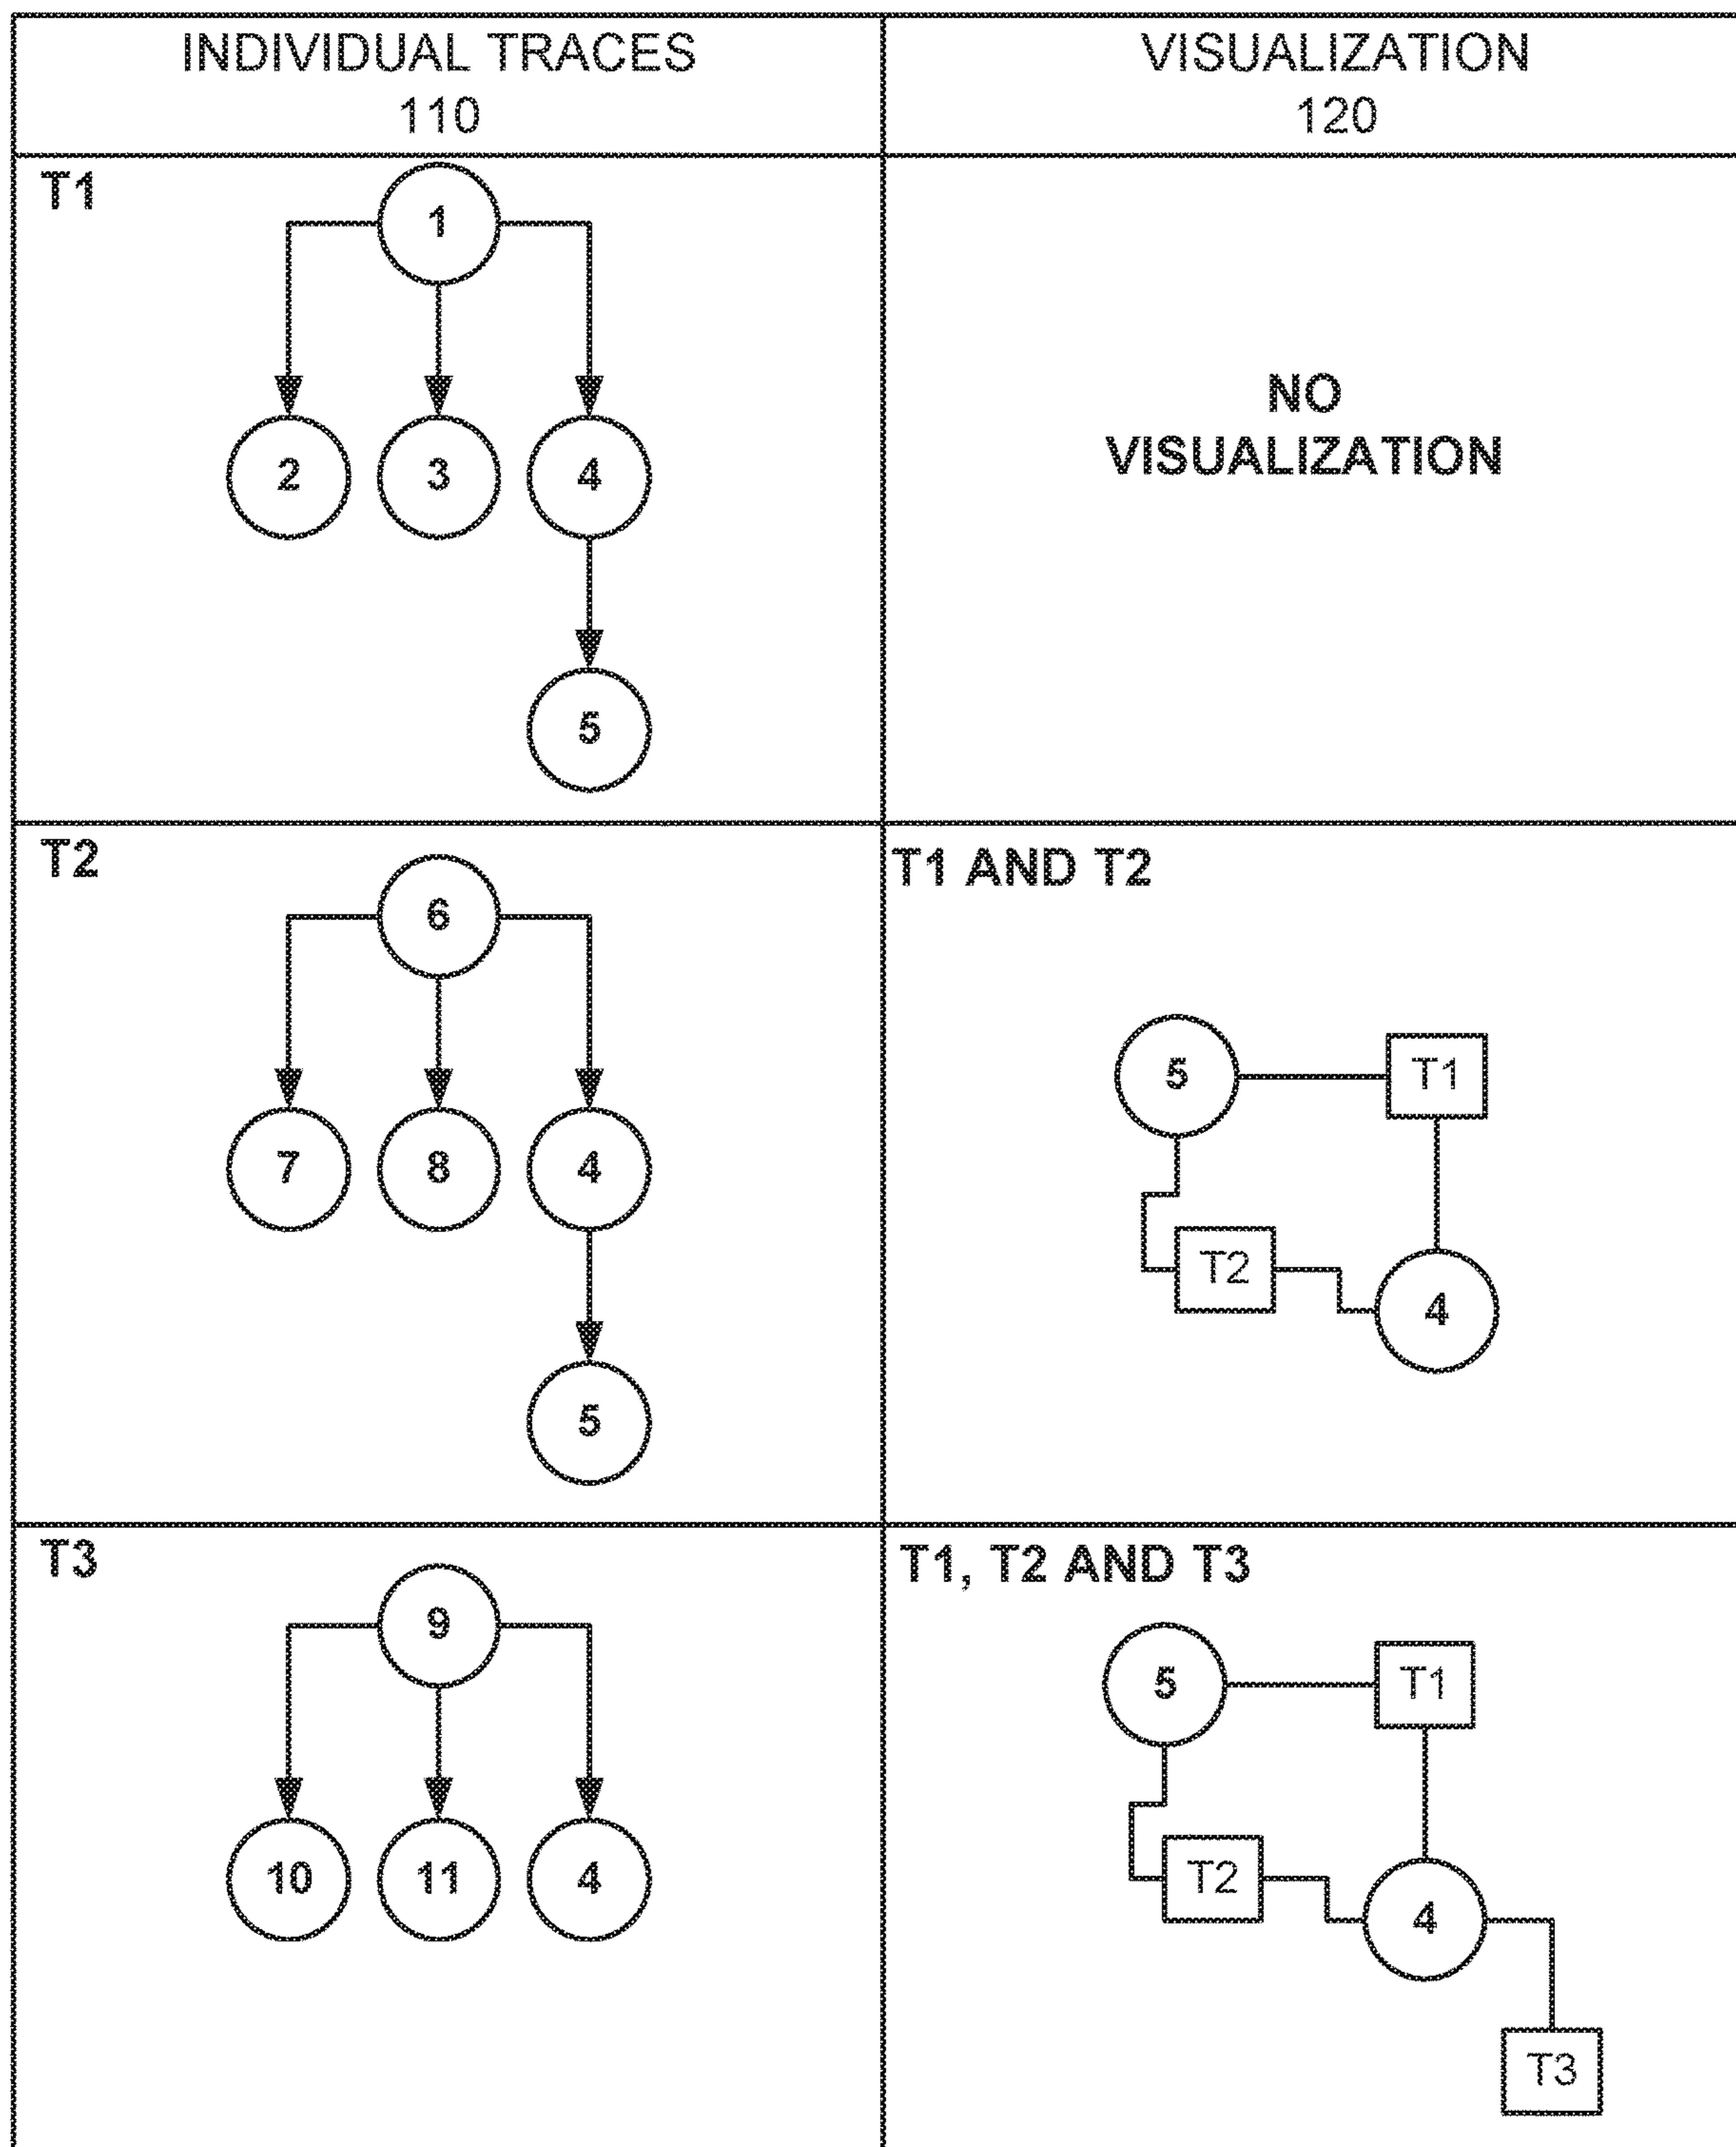 INDIVIDUAL TRACES
110
VISUALIZATION
120
T1
1
2 3 4
5
NO
VISUALIZATION
T2
6
7 8 4
5
T1 AND T2
5 T1
T2 4
T3
9
10 11 4
T1, T2 AND T3
5 T1
T2 4
T3